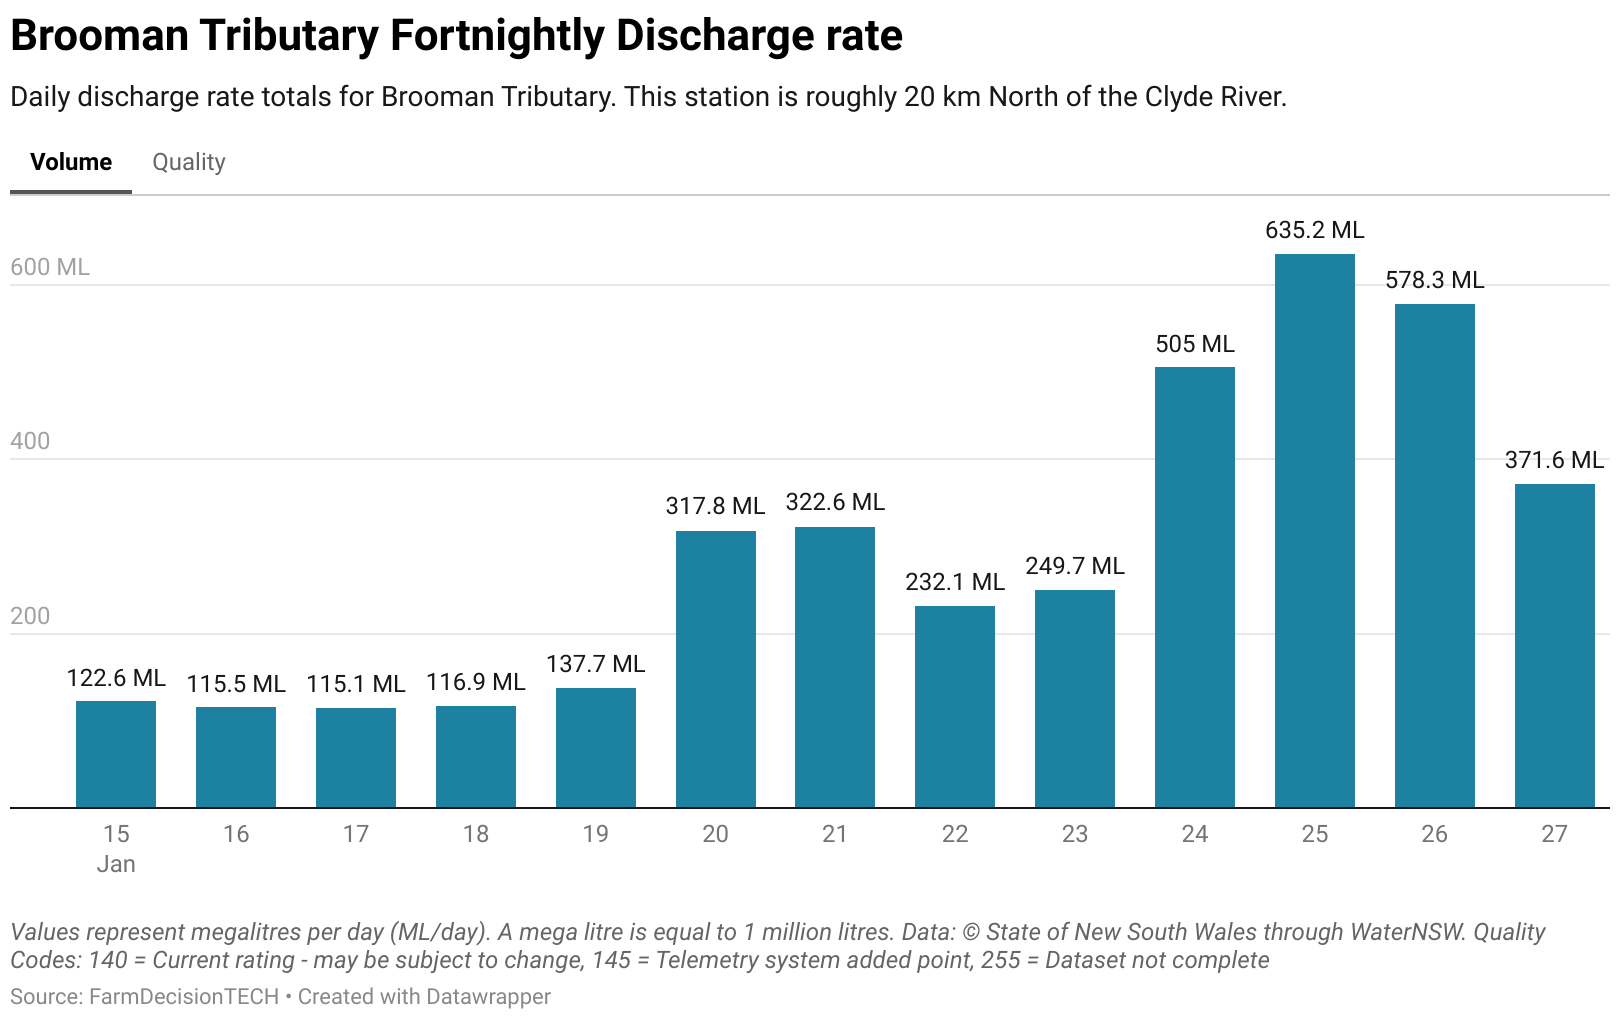 Brooman Tributary Fortnightly Discharge rate
Daily discharge rate totals for Brooman Tributary. This station is roughly 20 km North of the Clyde River.
Volume Quality
600 ML
400
200
122.6 ML
115.5 ML
115.1 ML
116.9 ML
137.7 ML
317.8 ML
322.6 ML
232.1 ML
249.7 ML
505 ML
635.2 ML
578.3 ML
371.6 ML
15 16 17 18 19 20 21 22 23 24 25 26 27
Jan
Values represent megalitres per day (ML/day). A mega litre is equal to 1 million litres. Data: © State of New South Wales through WaterNSW. Quality
Codes: 140 = Current rating - may be subject to change, 145 = Telemetry system added point, 255 = Dataset not complete
Source: FarmDecisionTECH • Created with Datawrapper